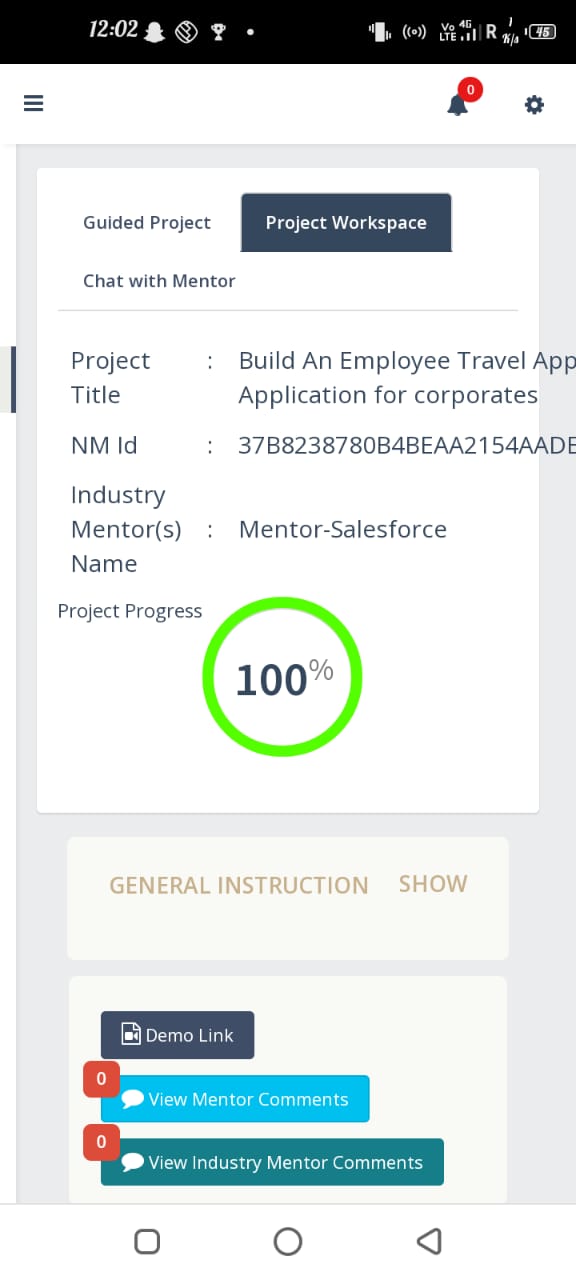 12:02
Vo 4G
LTE
R
1
K/s
45
0
Guided Project
Project Workspace
Chat with Mentor
Project : Build An Employee Travel App
Title Application for corporates
NM Id : 37B8238780B4BEAA2154AADE
Industry
Mentor(s) : Mentor-Salesforce
Name
Project Progress
100%
GENERAL INSTRUCTION SHOW
Demo Link
0
View Mentor Comments
0
View Industry Mentor Comments